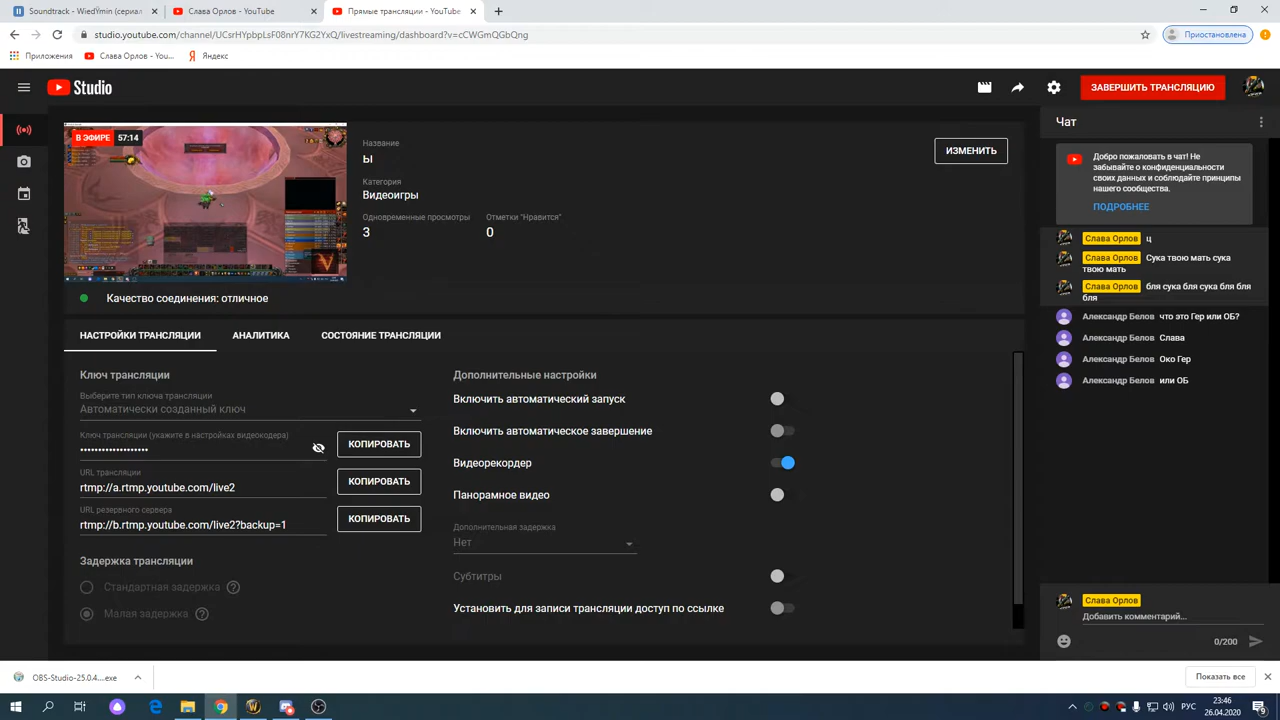 Soundtrack - Wiedźmin (сериал
Слава Орлов - YouTube
Прямые трансляции - YouTube
studio.youtube.com/channel/UCsrHYpbpLsF08nrY7KG2YxQ/livestreaming/dashboard?v=cCWGmQGbQng
Приостановлена
Приложения
Слава Орлов - You...
Яндекс
Studio
ЗАВЕРШИТЬ ТРАНСЛЯЦИЮ
В ЭФИРЕ 57:14
Название
ы
ИЗМЕНИТЬ
Категория
Видеоигры
Одновременные просмотры
3
Отметки "Нравится"
0
Качество соединения: отличное
НАСТРОЙКИ ТРАНСЛЯЦИИ
АНАЛИТИКА
СОСТОЯНИЕ ТРАНСЛЯЦИИ
Ключ трансляции
Выберите тип ключа трансляции
Автоматически созданный ключ
Ключ трансляции (укажите в настройках видеокодера)
••••••••••••••••••
КОПИРОВАТЬ
URL трансляции
rtmp://a.rtmp.youtube.com/live2
КОПИРОВАТЬ
URL резервного сервера
rtmp://b.rtmp.youtube.com/live2?backup=1
КОПИРОВАТЬ
Задержка трансляции
Стандартная задержка
Малая задержка
Дополнительные настройки
Включить автоматический запуск
Включить автоматическое завершение
Видеорекордер
Панорамное видео
Дополнительная задержка
Нет
Субтитры
Установить для записи трансляции доступ по ссылке
Чат
Добро пожаловать в чат! Не
забывайте о конфиденциальности
своих данных и соблюдайте принципы
нашего сообщества.
ПОДРОБНЕЕ
Слава Орлов ц
Слава Орлов Сука твою мать сука
твою мать
Слава Орлов бля сука бля сука бля бля
бля
Александр Белов что это Гер или ОБ?
Александр Белов Слава
Александр Белов Око Гер
Александр Белов или ОБ
Слава Орлов
Добавить комментарий...
0/200
OBS-Studio-25.0.4....exe
Показать все
РУС
23:46
26.04.2020
9